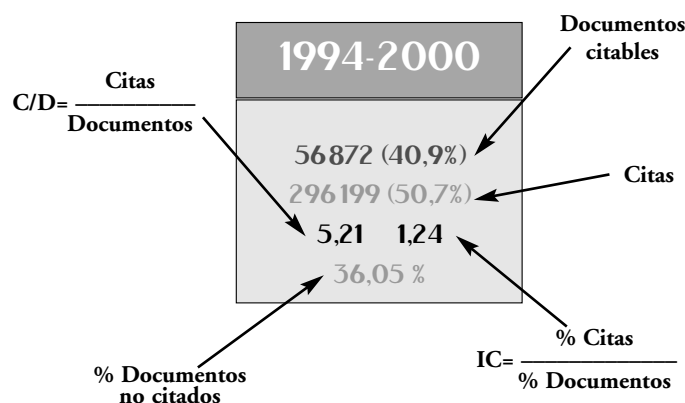 1994-2000
Documentos
citables
C/D=
Citas
Documentos
56872 (40,9%)
296199 (50,7%)
Citas
5,21 1,24
36,05 %
% Documentos
no citados
IC=
% Citas
% Documentos